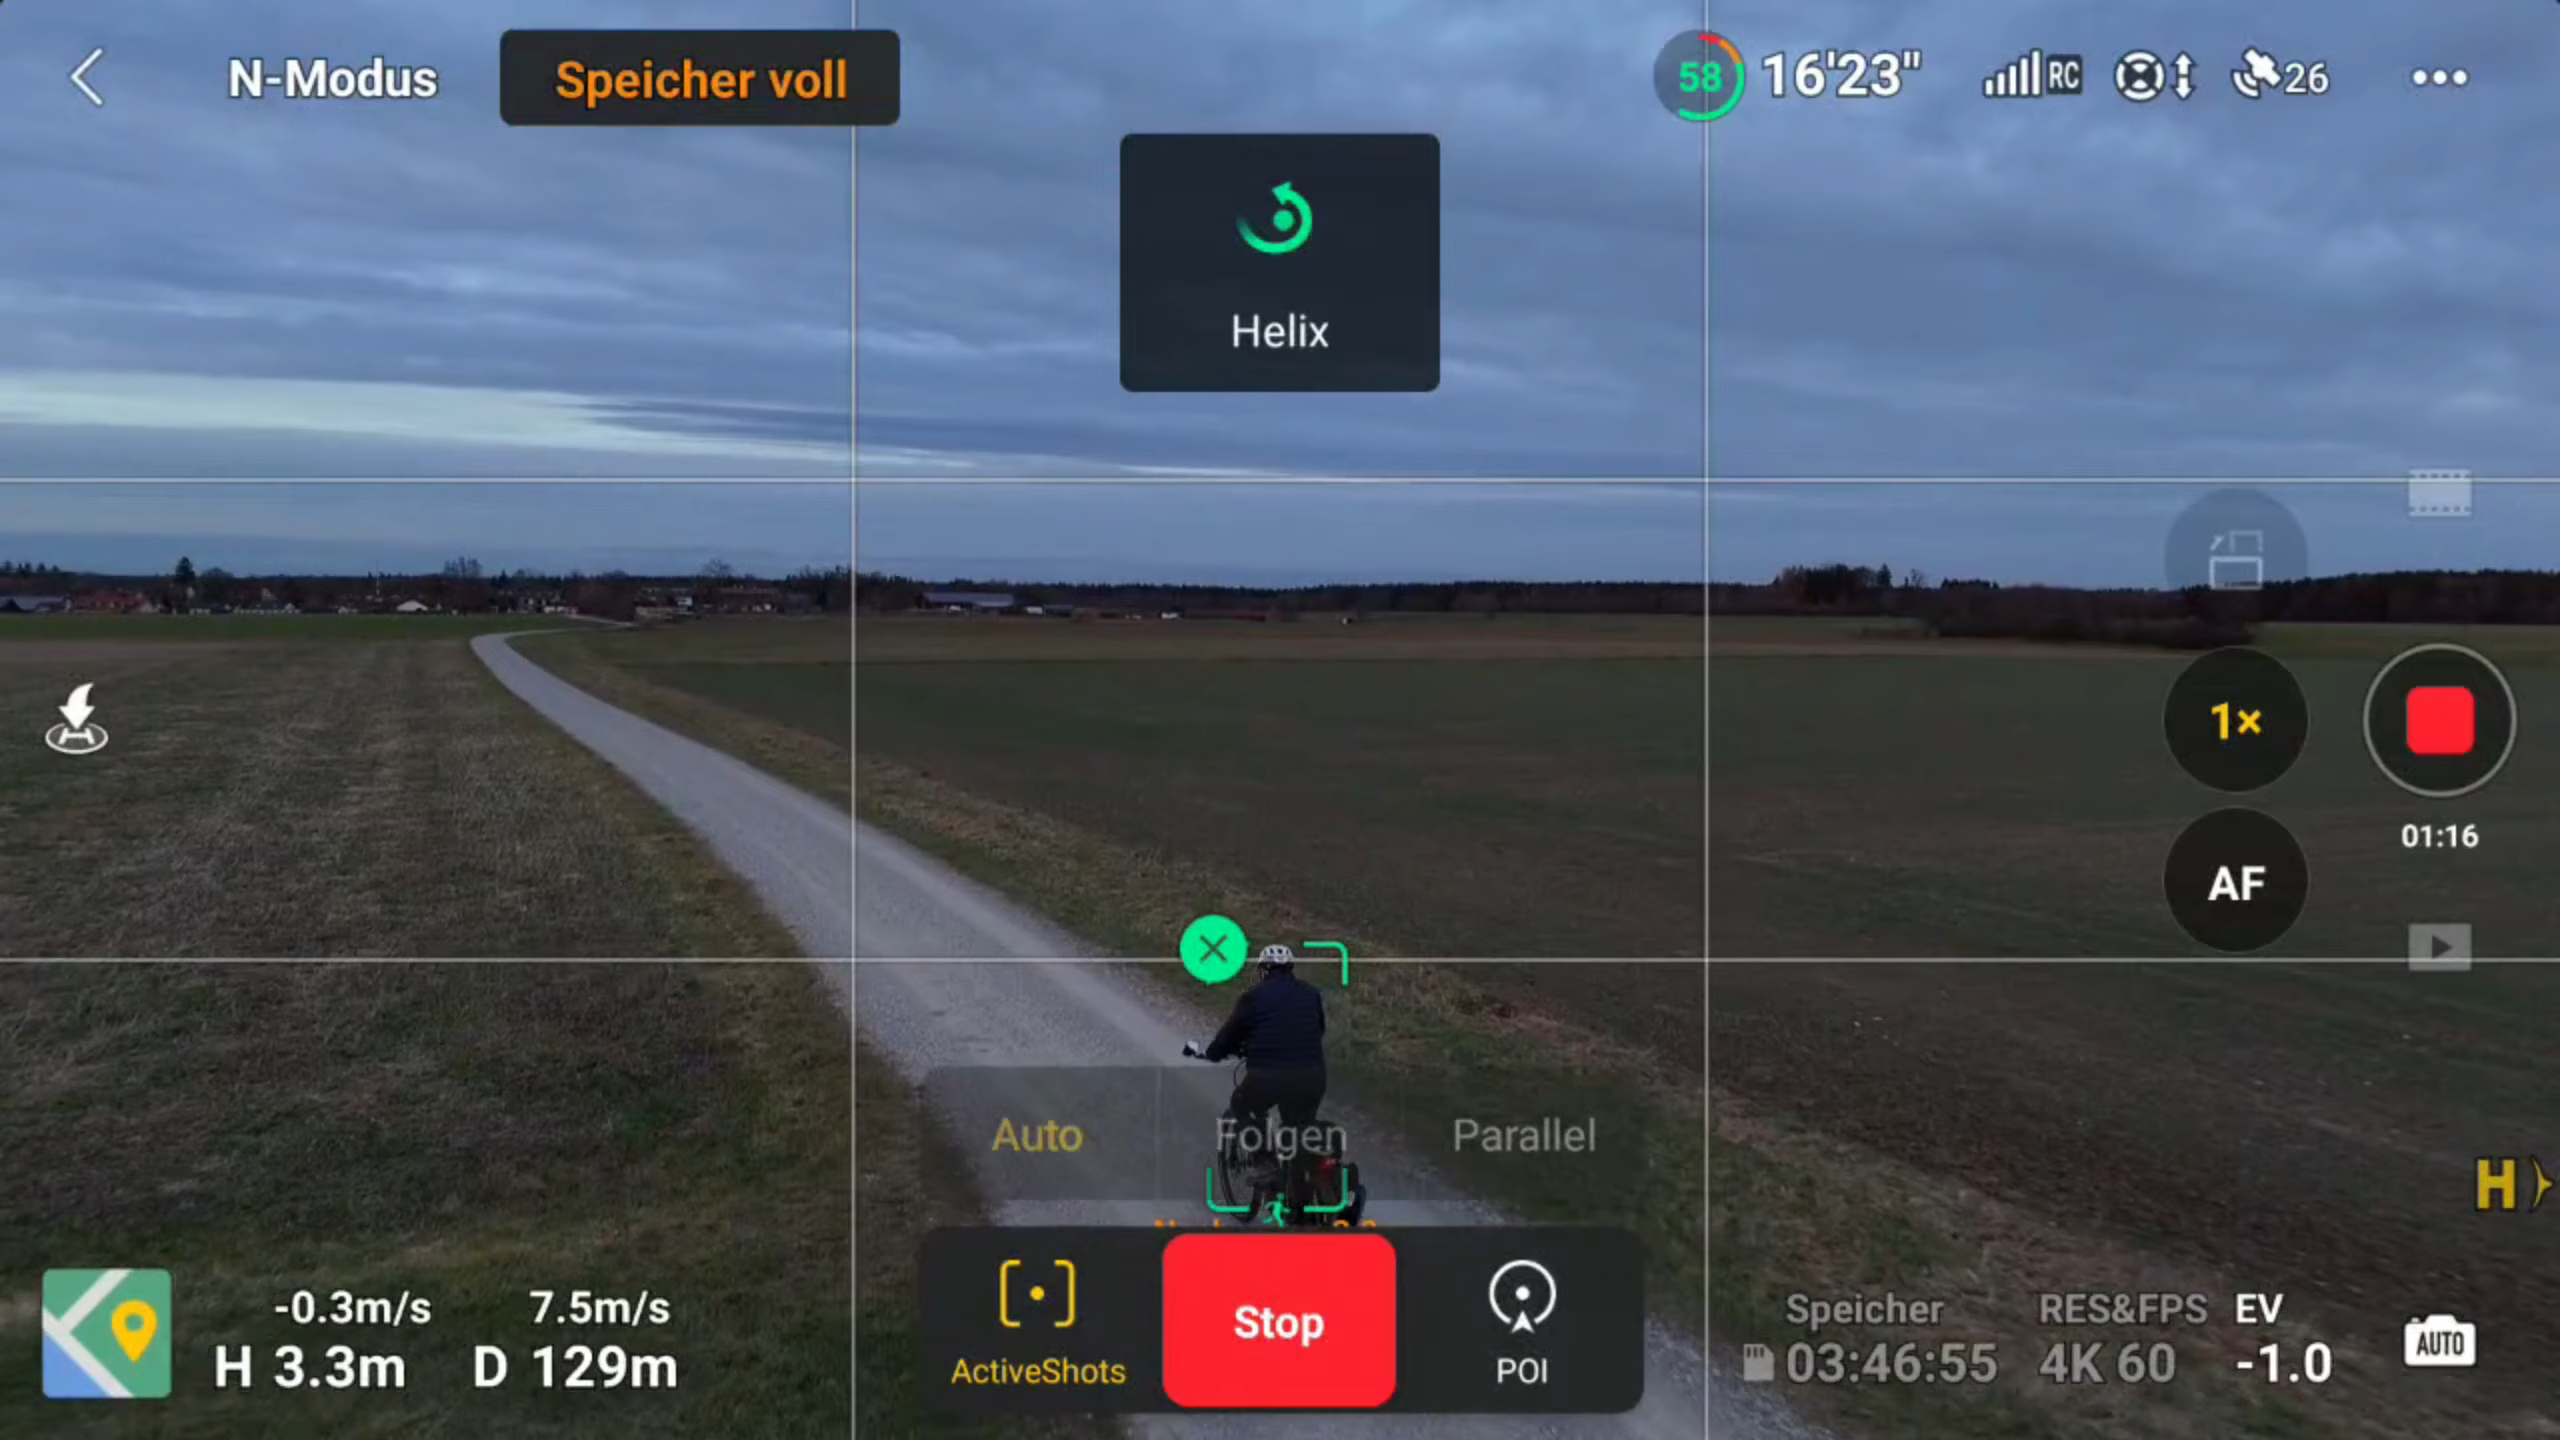 N-Modus
Speicher voll
58
16'23"
RC
26
Helix
1×
01:16
AF
Auto
Folgen
Parallel
H
-0.3m/s
7.5m/s
H 3.3m
D 129m
ActiveShots
Stop
POI
Speicher
03:46:55
RES&FPS
4K 60
EV
-1.0
AUTO